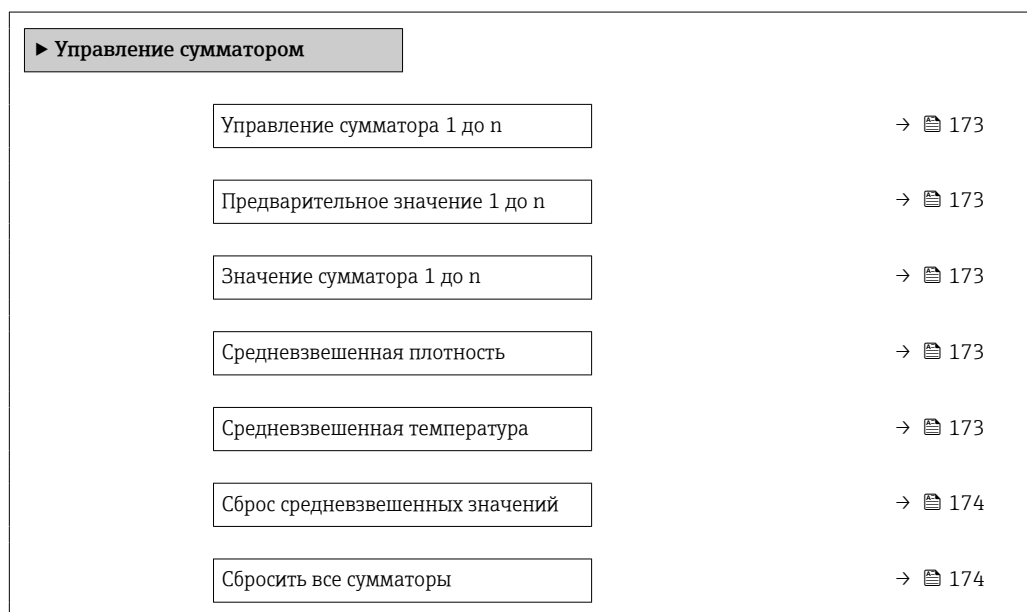 ▶ Управление сумматором
Управление сумматора 1 до n → 173
Предварительное значение 1 до n → 173
Значение сумматора 1 до n → 173
Средневзвешенная плотность → 173
Средневзвешенная температура → 173
Сброс средневзвешенных значений → 174
Сбросить все сумматоры → 174